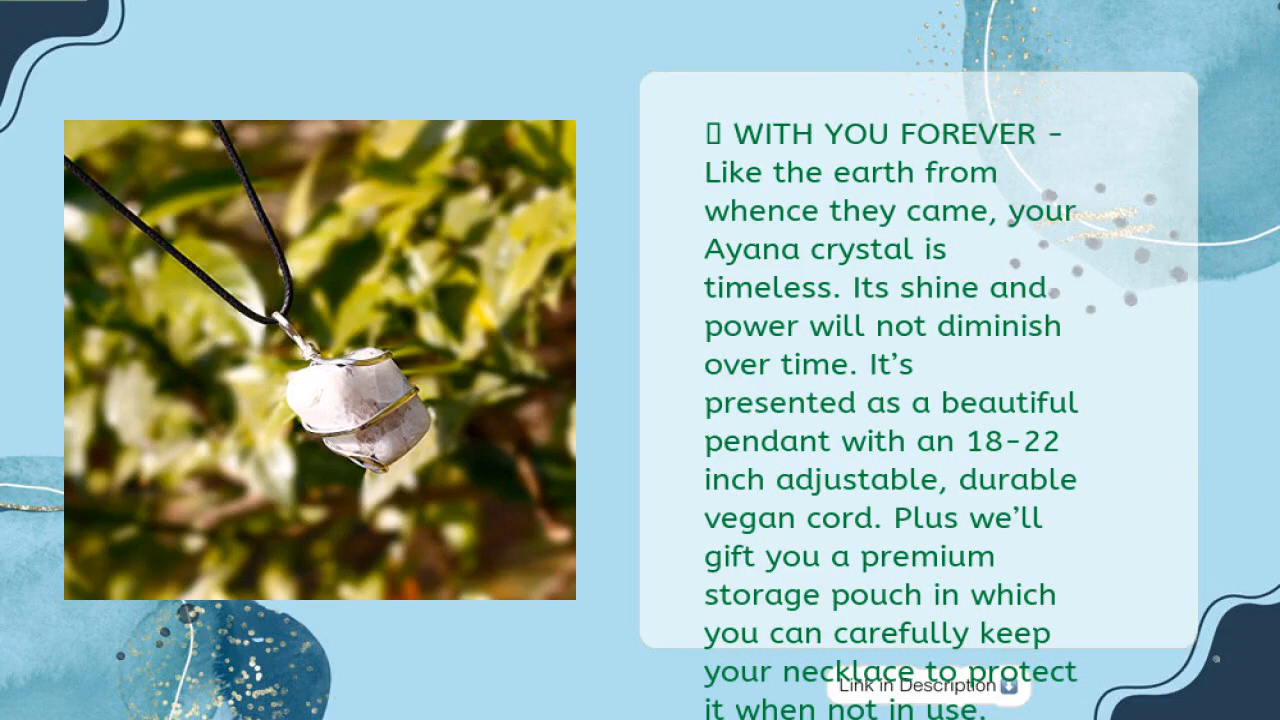 WITH YOU FOREVER -
Like the earth from
whence they came, your
Ayana crystal is
timeless. Its shine and
power will not diminish
over time. It’s
presented as a beautiful
pendant with an 18-22
inch adjustable, durable
vegan cord. Plus we’ll
gift you a premium
storage pouch in which
you can carefully keep
your necklace to protect
Link in Description ⬇️
it when not in use.